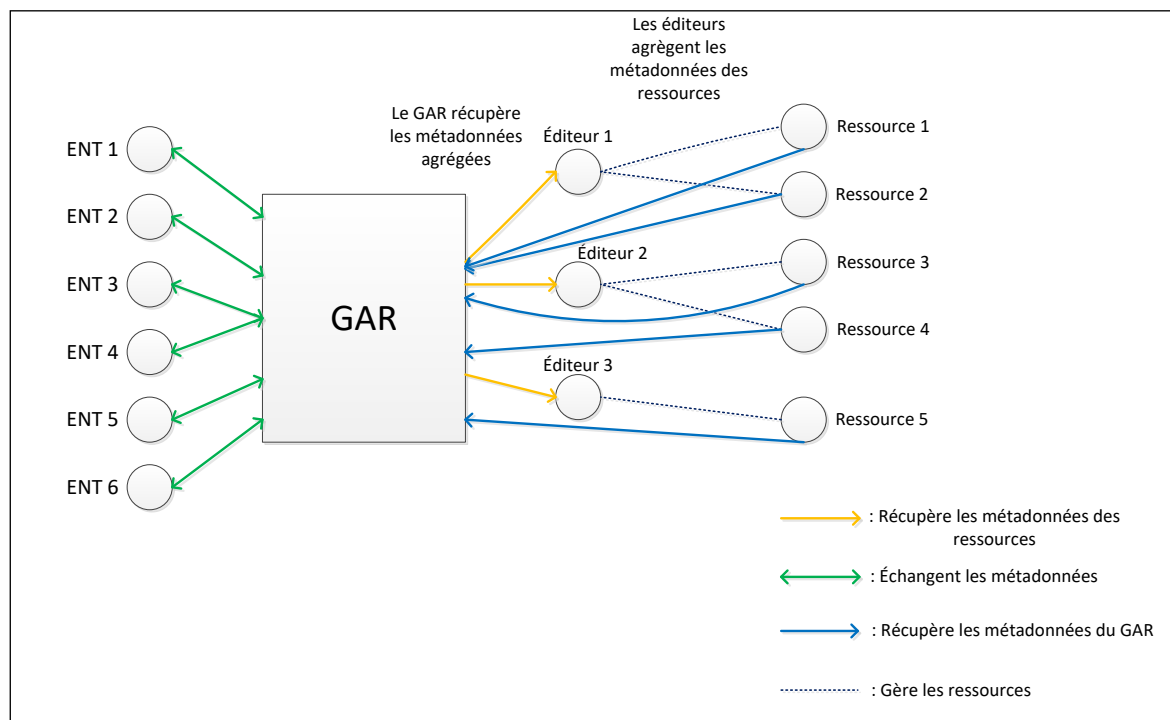 Les éditeurs
agrègent les
métadonnées des
ressources
Le GAR récupère
les métadonnées
agrégées
Éditeur 1
Ressource 1
ENT 1
Ressource 2
ENT 2
Éditeur 2
Ressource 3
ENT 3
GAR
Ressource 4
ENT 4
Éditeur 3
ENT 5
Ressource 5
ENT 6
: Récupère les métadonnées des
ressources
: Échangent les métadonnées
: Récupère les métadonnées du GAR
: Gère les ressources